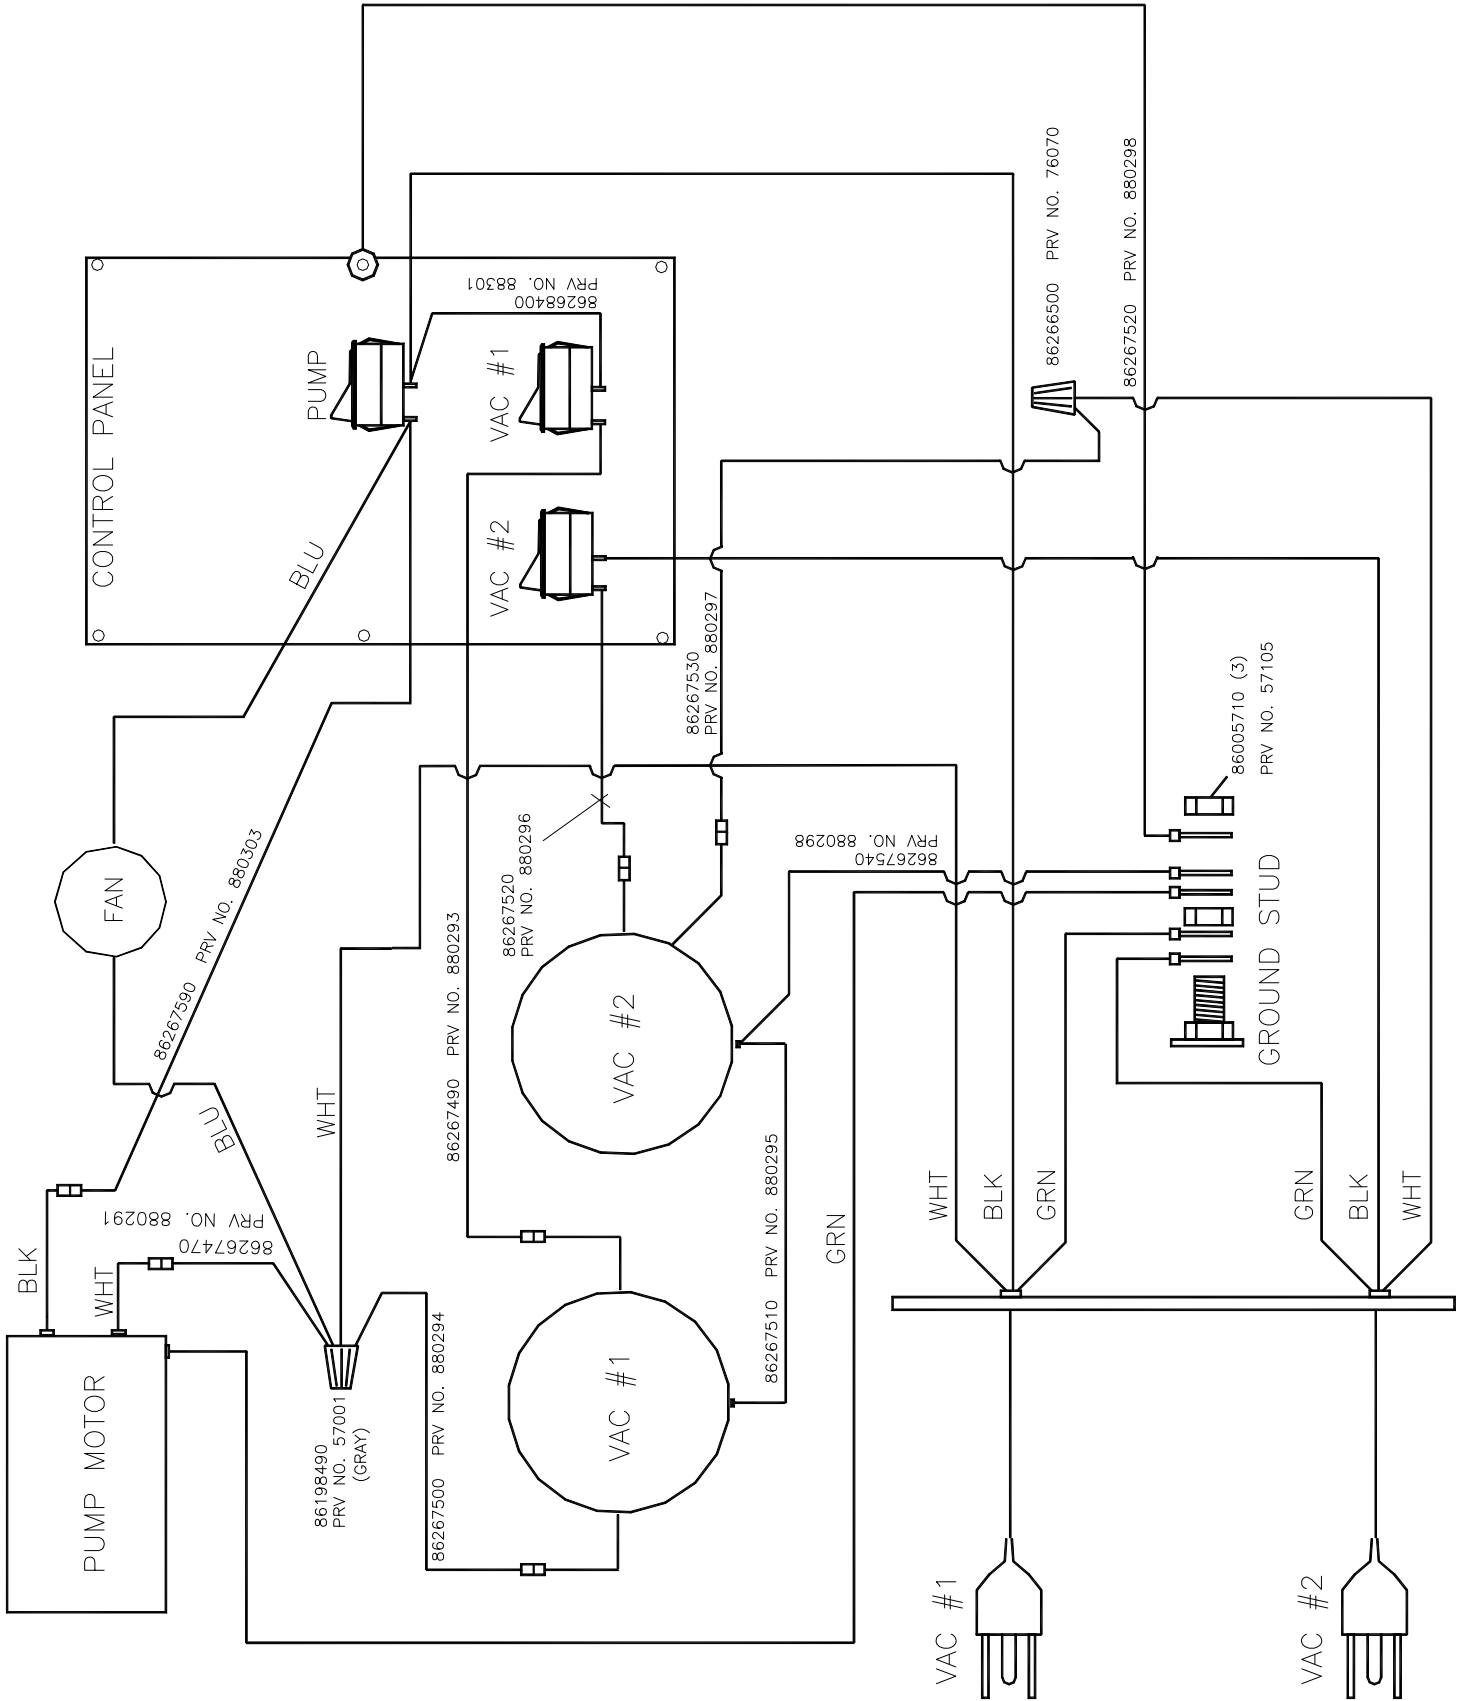 CONTROL PANEL
PUMP
VAC #1
VAC #2
86268400
PRV NO. 88301
BLU
FAN
86267590 PRV NO. 880303
BLU
86267470
PRV NO. 880291
BLK
WHT
PUMP MOTOR
86198490
PRV NO. 57001
(GRAY)
WHT
86267490 PRV NO. 880293
86267500 PRV NO. 880294
86267520
PRV NO. 880296
86267530
PRV NO. 880297
VAC #2
VAC #1
86267510 PRV NO. 880295
86267540
PRV NO. 880298
GRN
86266500 PRV NO. 76070
86267520 PRV NO. 880298
86005710 (3)
PRV NO. 57105
GROUND STUD
WHT
BLK
GRN
GRN
BLK
WHT
VAC #1
VAC #2